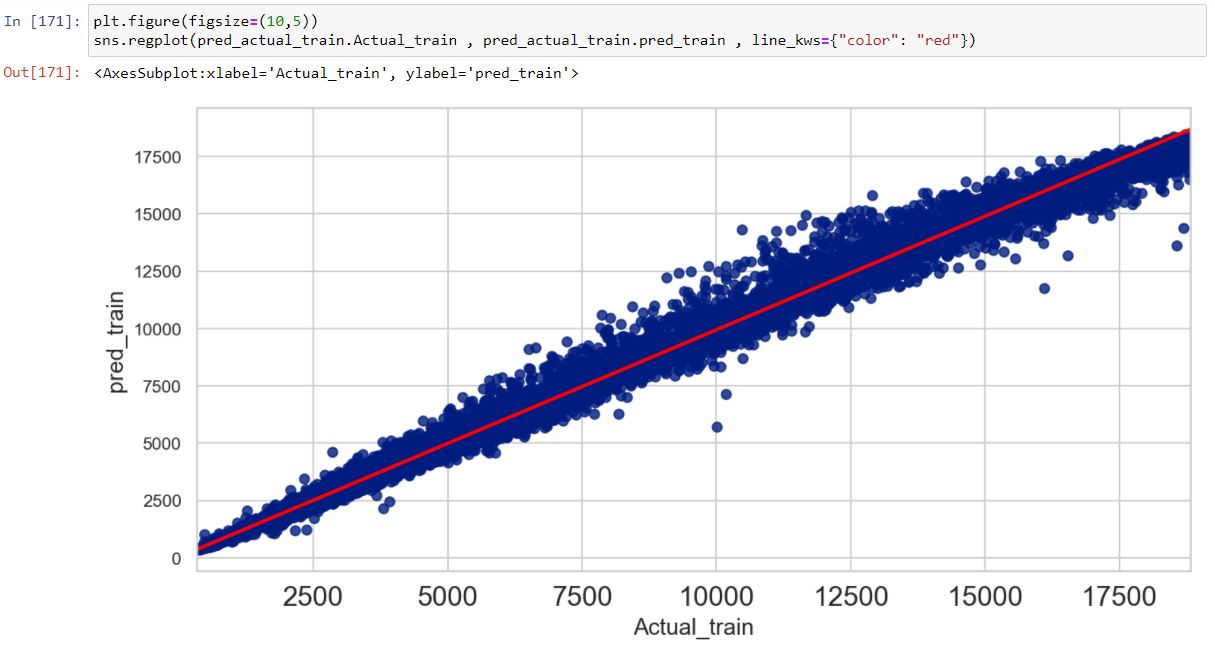 In [171]: plt.figure(figsize=(10,5))
sns.regplot(pred_actual_train.Actual_train , pred_actual_train.pred_train , line_kws={"color": "red"})
Out[171]: <AxesSubplot:xlabel='Actual_train', ylabel='pred_train'>
17500
15000
12500
10000
7500
5000
2500
0
pred_train
2500 5000 7500 10000 12500 15000 17500
Actual_train